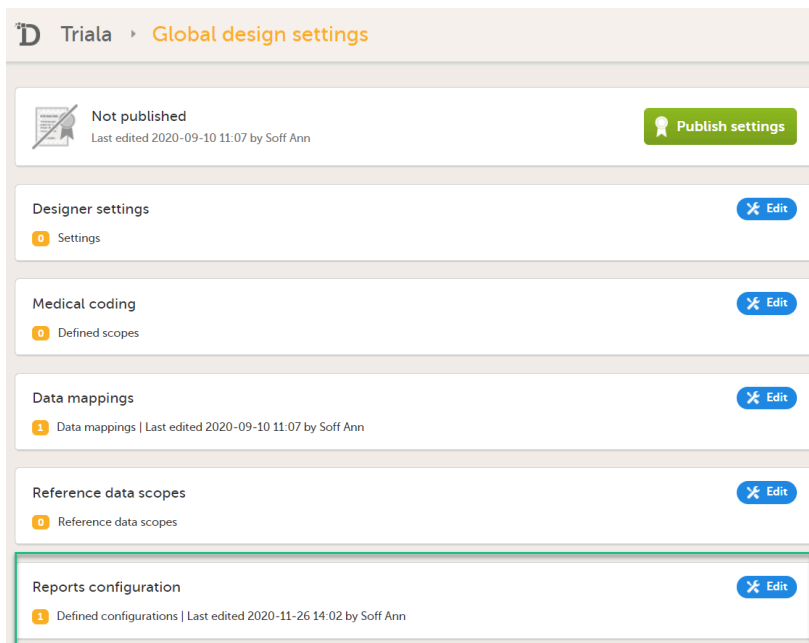 D Triala Global design settings
Not published
Last edited 2020-09-10 11:07 by Soff Ann
Publish settings
Designer settings
Edit
0 Settings
Medical coding
Edit
0 Defined scopes
Data mappings
Edit
1 Data mappings | Last edited 2020-09-10 11:07 by Soff Ann
Reference data scopes
Edit
0 Reference data scopes
Reports configuration
Edit
1 Defined configurations | Last edited 2020-11-26 14:02 by Soff Ann